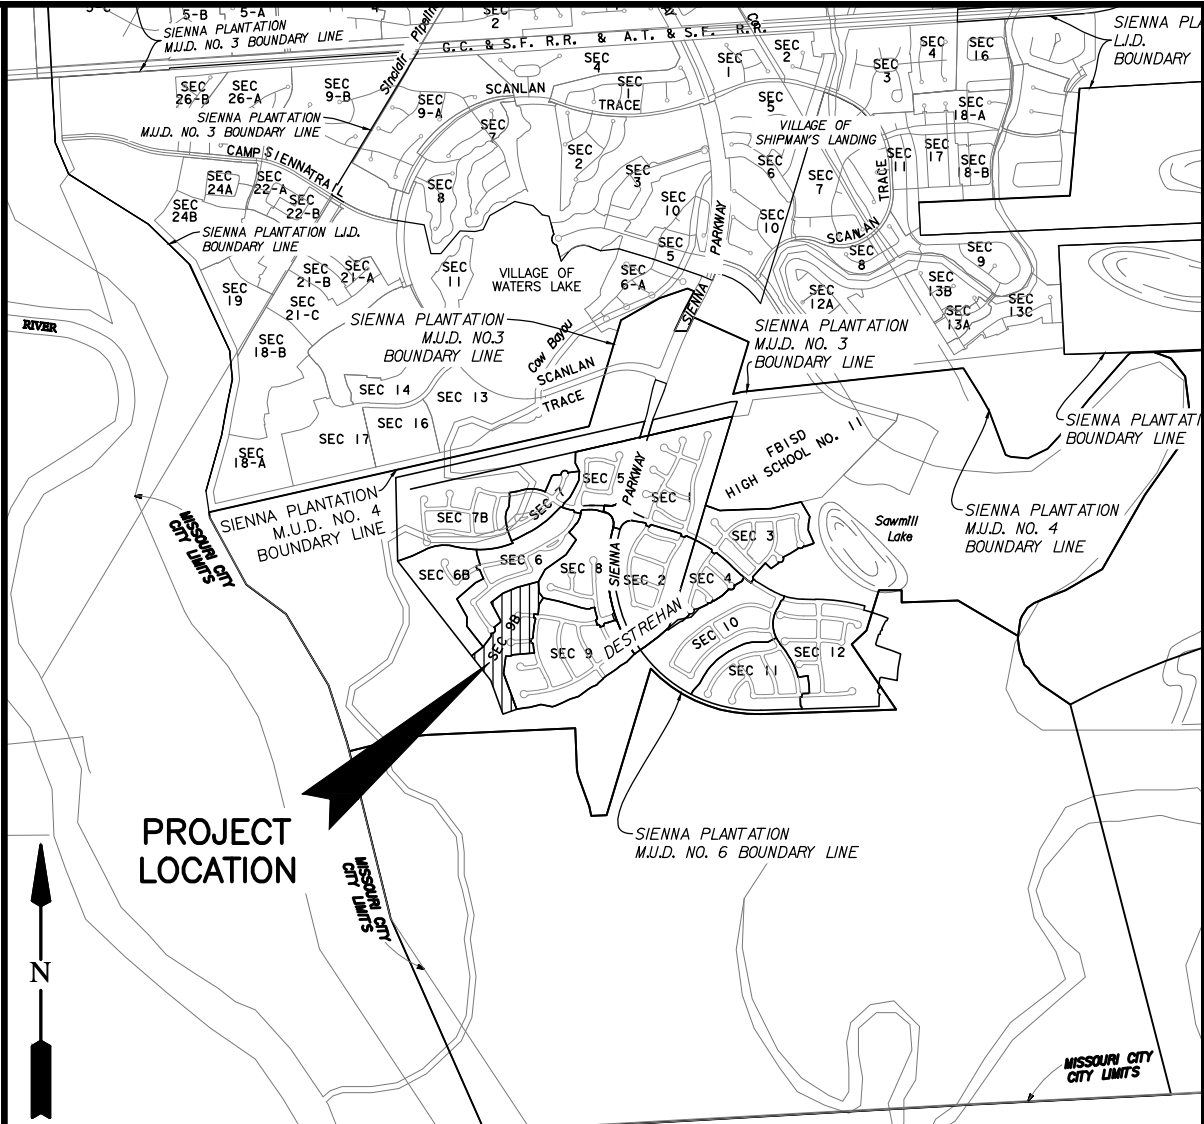 5-B
5-A
SEC
2
SIENNA PLANTATION
M.U.D. NO. 3 BOUNDARY LINE
Sinclair Pipeline
G.C. & S.F. R.R. & A.T. & S.F. R.R.
SIENNA PLA
L.I.D.
BOUNDARY
SEC
4
SEC
1
SEC
2
SEC
3
SEC
4
SEC
16
SEC
26-B
SEC
26-A
SEC
9-B
SEC
9-A
SCANLAN
TRACE
SEC
1
SEC
5
SEC
18-A
SIENNA PLANTATION
M.U.D. NO. 3 BOUNDARY LINE
SEC
7
VILLAGE OF
SHIPMAN'S LANDING
CAMP SIENNA TRAIL
SEC
2
SEC
3
SEC
6
SEC
7
TRACE
SEC
11
SEC
17
SEC
18-B
SEC
24A
SEC
22-A
SEC
22-B
SEC
24B
SEC
8
SEC
10
SEC
10
SCANLAN
SIENNA PLANTATION L.I.D.
BOUNDARY LINE
PARKWAY
SEC
5
SEC
8
SEC
9
SEC
19
SEC
21-B
SEC
21-A
SEC
21-C
SEC
11
VILLAGE OF
WATERS LAKE
SEC
6-A
SIENNA
SEC
12A
SEC
13B
SEC
13A
SEC
13C
RIVER
SEC
18-B
SIENNA PLANTATION
M.U.D. NO.3
BOUNDARY LINE
Cow Bayou
SCANLAN
TRACE
SIENNA PLANTATION
M.U.D. NO. 3
BOUNDARY LINE
SEC 14
SEC 13
SEC 16
SEC 17
SEC
18-A
FBISD
HIGH SCHOOL NO. 11
SIENNA PLANTATI
BOUNDARY LINE
SIENNA PLANTATION
M.U.D. NO. 4
BOUNDARY LINE
MISSOURI CITY
CITY LIMITS
SEC 5
PARKWAY
SEC 1
SEC 7
SEC 7B
SEC 3
Sawmill
Lake
SIENNA PLANTATION
M.U.D. NO. 4
BOUNDARY LINE
SEC 6
SEC 6B
SEC 8
SIENNA
SEC 2
SEC 4
SEC 9B
SEC 9
DESTREHAN
SEC 10
SEC 11
SEC 12
PROJECT
LOCATION
SIENNA PLANTATION
M.U.D. NO. 6 BOUNDARY LINE
MISSOURI CITY
CITY LIMITS
N
MISSOURI CITY
CITY LIMITS